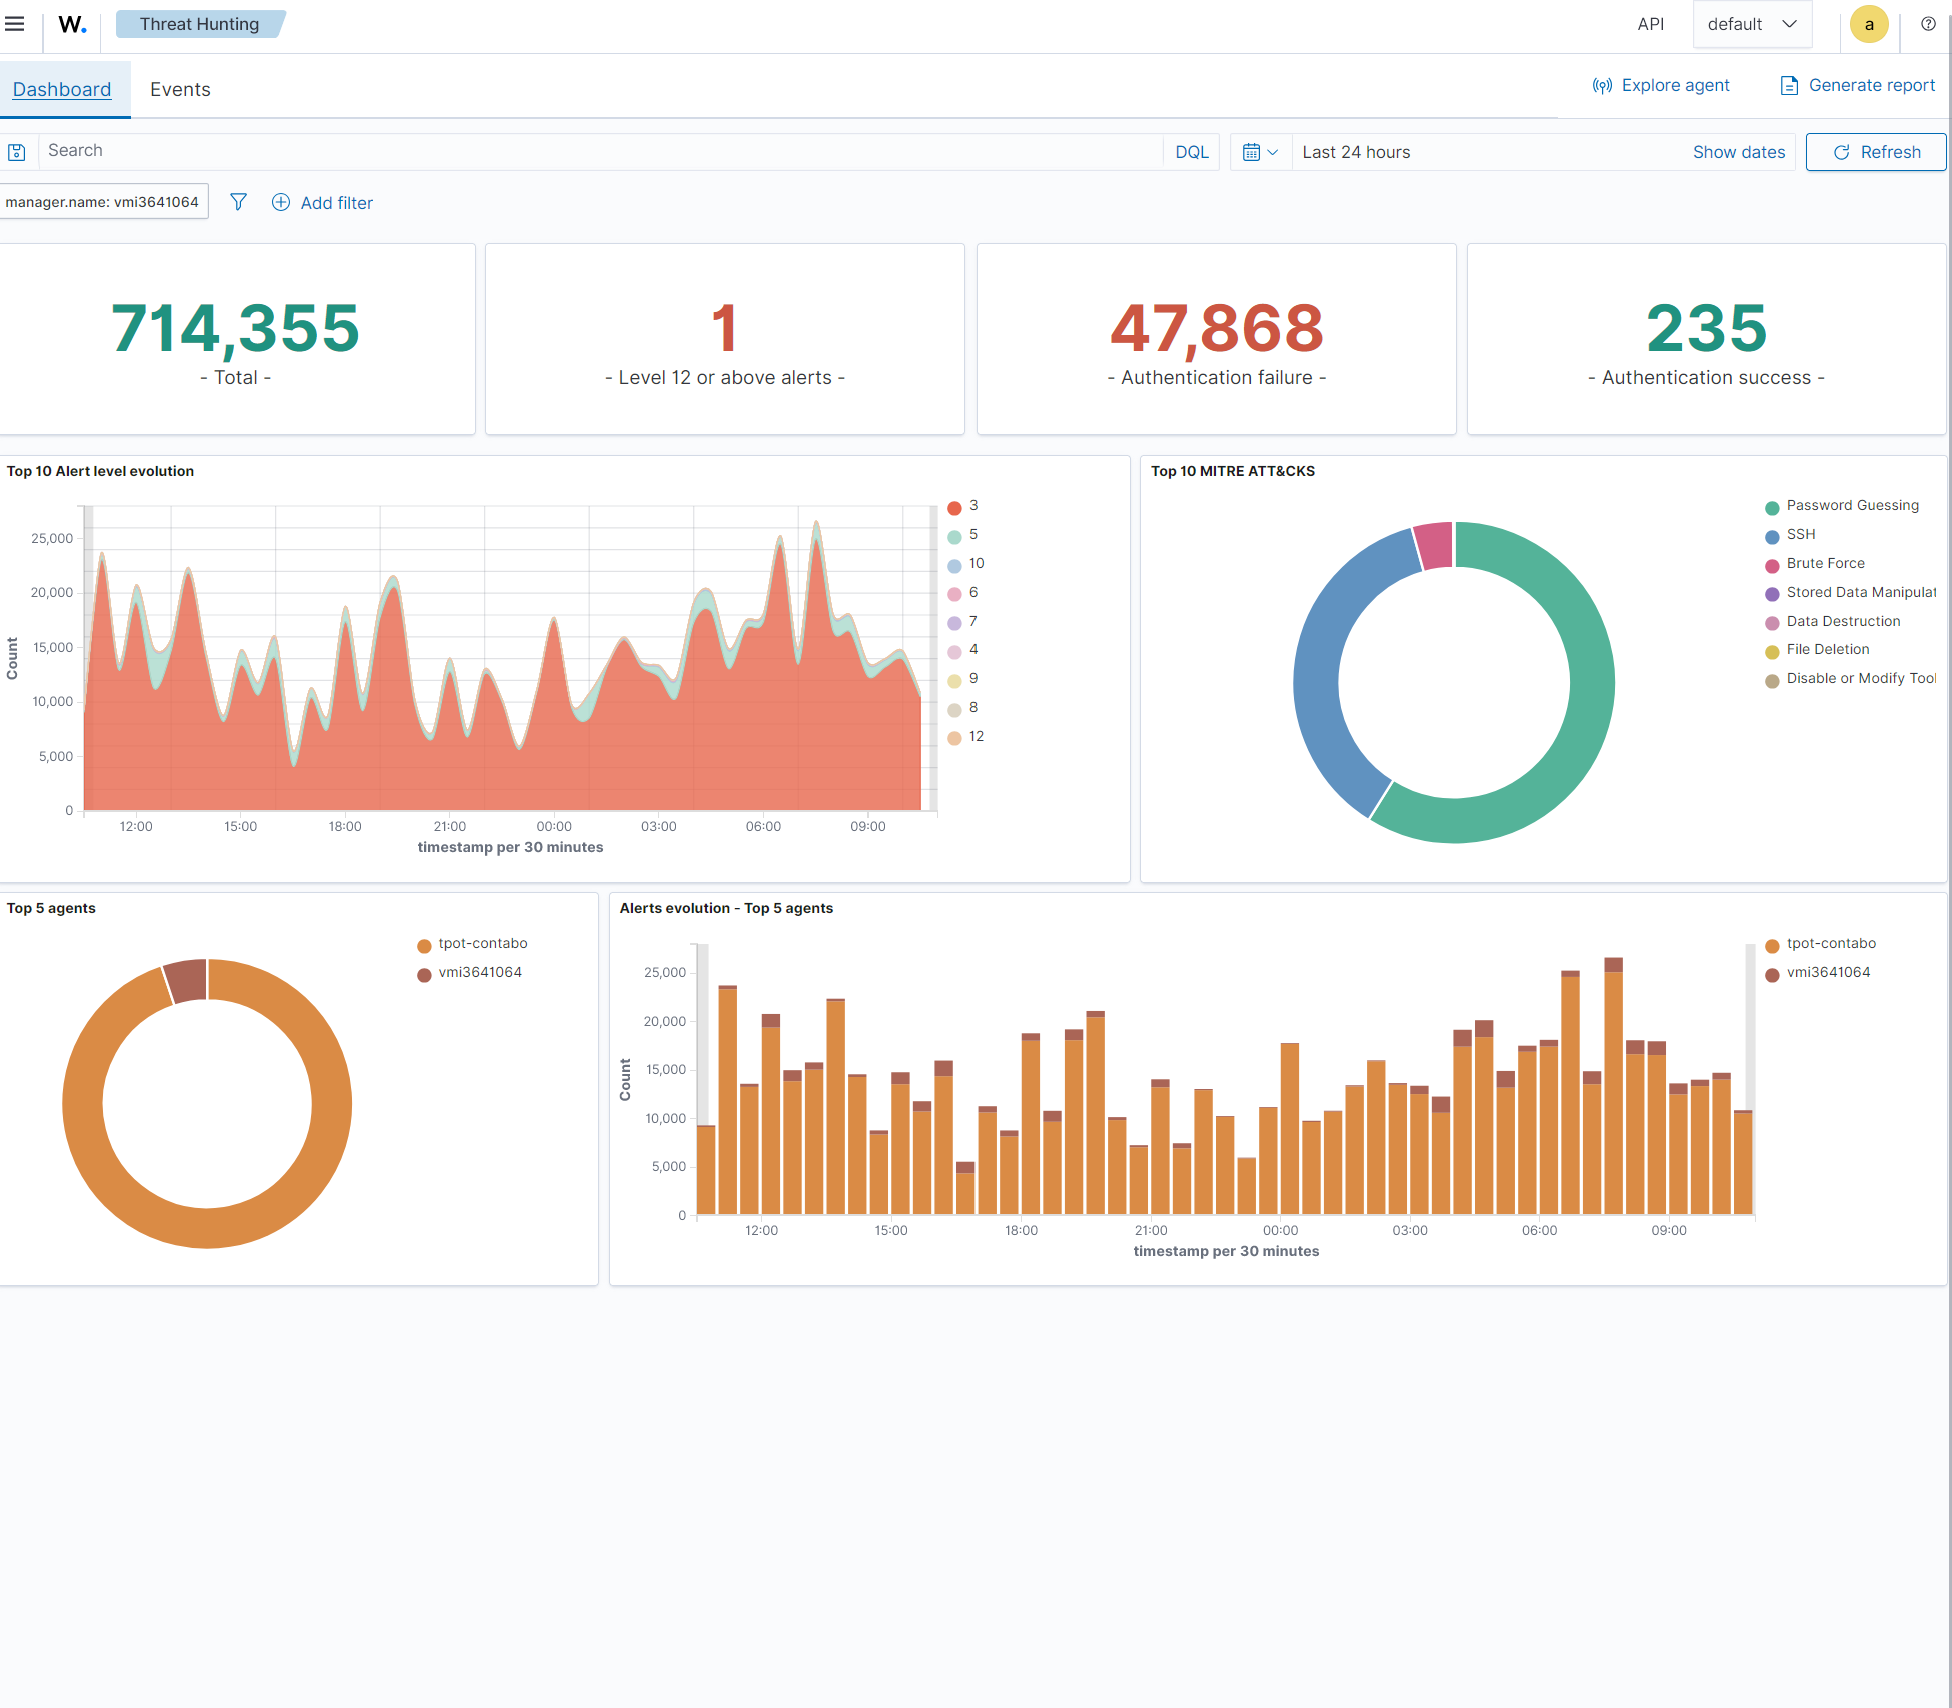 W.
Threat Hunting
API
default
a
Dashboard
Events
Explore agent
Generate report
Search
DQL
Last 24 hours
Show dates
Refresh
manager.name: vmi3641064
Add filter
714,355
- Total -
1
- Level 12 or above alerts -
47,868
- Authentication failure -
235
- Authentication success -
Top 10 Alert level evolution
Count
25,000
20,000
15,000
10,000
5,000
0
12:00
15:00
18:00
21:00
00:00
03:00
06:00
09:00
timestamp per 30 minutes
3
5
10
6
7
4
9
8
12
Top 10 MITRE ATT&CKS
Password Guessing
SSH
Brute Force
Stored Data Manipulat
Data Destruction
File Deletion
Disable or Modify Tool
Top 5 agents
tpot-contabo
vmi3641064
Alerts evolution - Top 5 agents
Count
25,000
20,000
15,000
10,000
5,000
0
12:00
15:00
18:00
21:00
00:00
03:00
06:00
09:00
timestamp per 30 minutes
tpot-contabo
vmi3641064